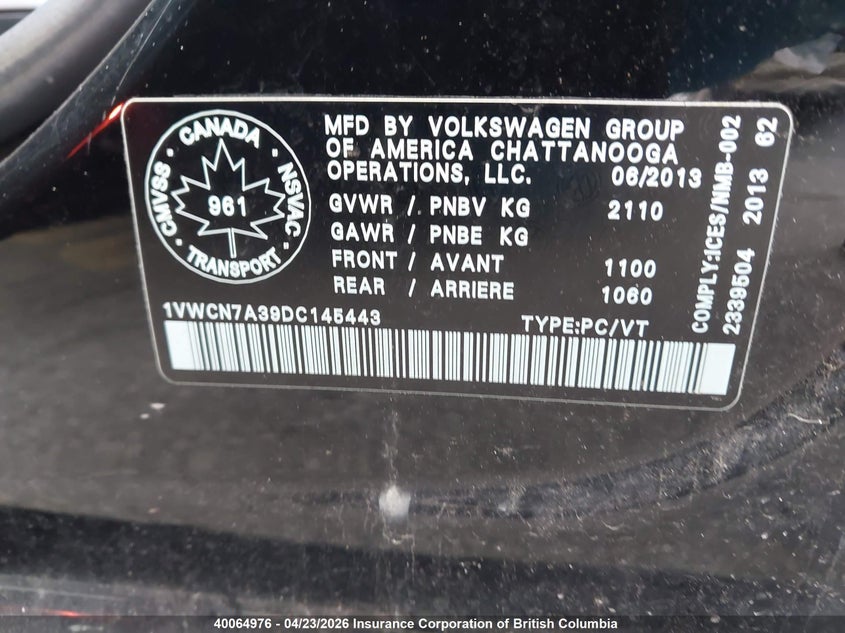 CANADA
CMVSS · NSVAC
961
TRANSPORT
MFD BY VOLKSWAGEN GROUP
OF AMERICA CHATTANOOGA
OPERATIONS, LLC. 06/2013
GVWR / PNBV KG 2110
GAWR / PNBE KG
FRONT / AVANT 1100
REAR / ARRIERE 1060
1VWCN7A39DC145443 TYPE:PC/VT
COMPLY:ICES/NMB-002
2339504 2013 62
40064976 - 04/23/2026 Insurance Corporation of British Columbia